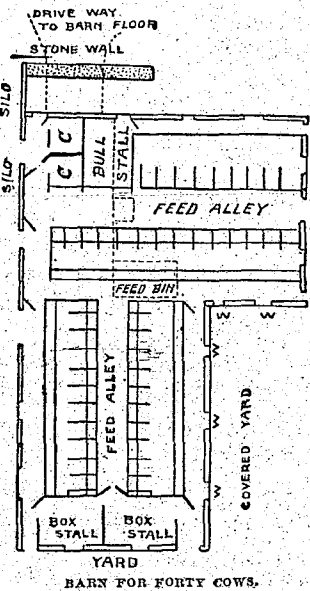 DRIVE WAY
TO BARN FLOOR
STONE WALL
SILO
SILO
C
C
BULL
STALL
FEED ALLEY
FEED BIN
W W
W
W
W
FEED ALLEY
COVERED YARD
BOX
STALL
BOX
STALL
YARD
BARN FOR FORTY COWS.